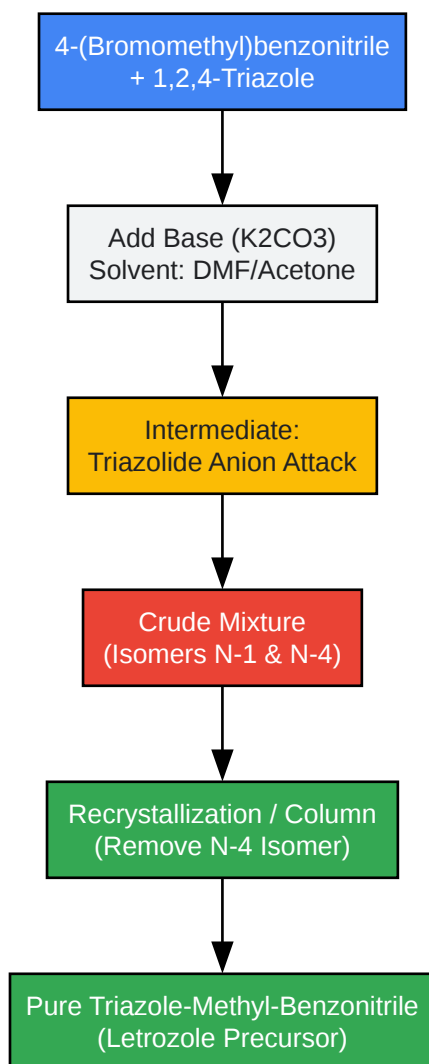 4-(Bromomethyl)benzonitrile
+ 1,2,4-Triazole
Add Base (K2CO3)
Solvent: DMF/Acetone
Intermediate:
Triazolide Anion Attack
Crude Mixture
(Isomers N-1 & N-4)
Recrystallization / Column
(Remove N-4 Isomer)
Pure Triazole-Methyl-Benzonitrile
(Letrozole Precursor)